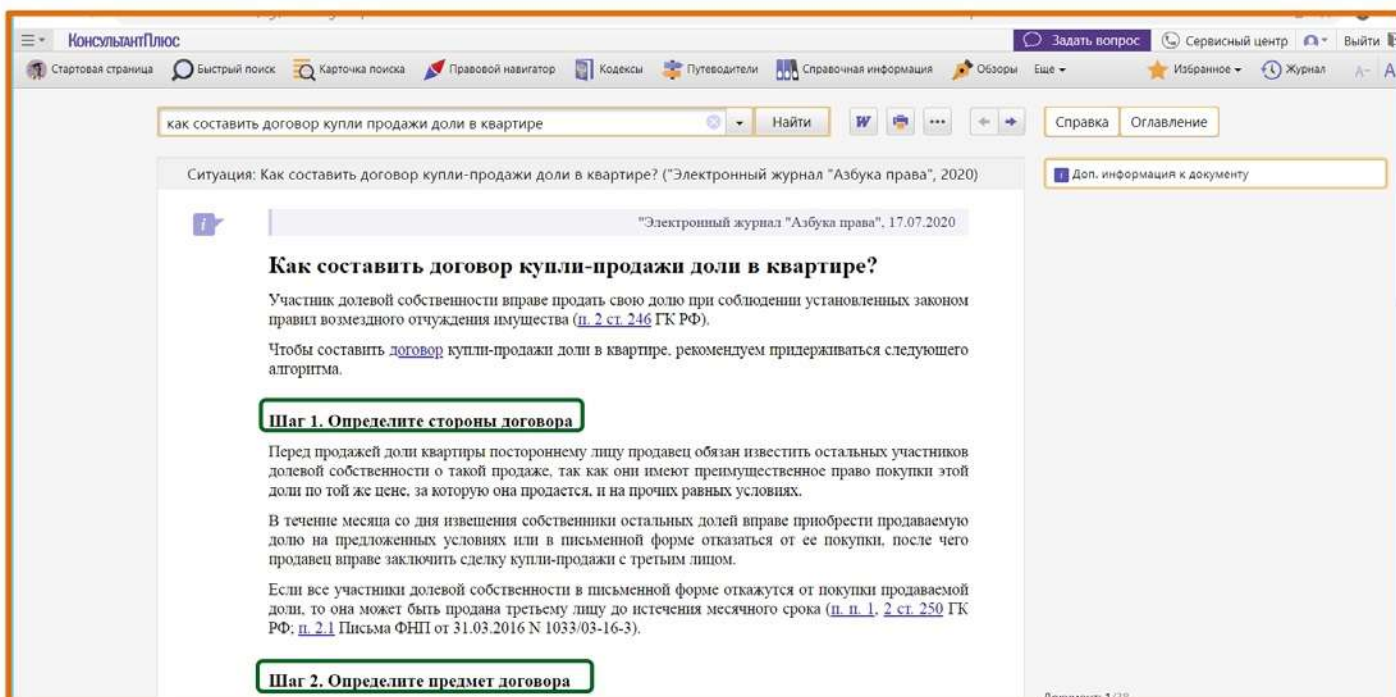 КонсультантПлюс
Задать вопрос Сервисный центр Выйти
Стартовая страница Быстрый поиск Карточка поиска Правовой навигатор Кодексы Путеводители Справочная информация Обзоры Еще Избранное Журнал А- А
как составить договор купли продажи доли в квартире Найти W ... Справка Оглавление
Ситуация: Как составить договор купли-продажи доли в квартире? ("Электронный журнал "Азбука права", 2020)
i Доп. информация к документу
i "Электронный журнал "Азбука права", 17.07.2020
Как составить договор купли-продажи доли в квартире?
Участник долевой собственности вправе продать свою долю при соблюдении установленных законом
правил возмездного отчуждения имущества (п. 2 ст. 246 ГК РФ).
Чтобы составить договор купли-продажи доли в квартире, рекомендуем придерживаться следующего
алгоритма.
Шаг 1. Определите стороны договора
Перед продажей доли квартиры постороннему лицу продавец обязан известить остальных участников
долевой собственности о такой продаже, так как они имеют преимущественное право покупки этой
доли по той же цене, за которую она продается, и на прочих равных условиях.
В течение месяца со дня извещения собственники остальных долей вправе приобрести продаваемую
долю на предложенных условиях или в письменной форме отказаться от ее покупки, после чего
продавец вправе заключить сделку купли-продажи с третьим лицом.
Если все участники долевой собственности в письменной форме откажутся от покупки продаваемой
доли, то она может быть продана третьему лицу до истечения месячного срока (п. п. 1, 2 ст. 250 ГК
РФ; п. 2.1 Письма ФНП от 31.03.2016 N 1033/03-16-3).
Шаг 2. Определите предмет договора